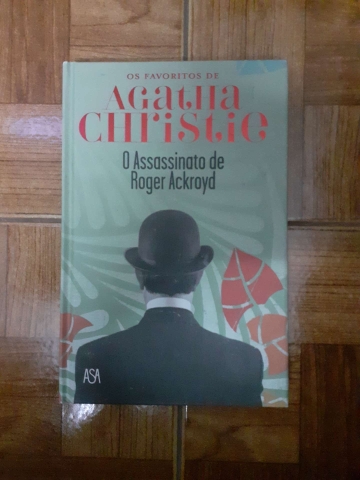 OS FAVORITOS DE
AGATHA
CHRISTIE
O Assassinato de
Roger Ackroyd
ASA